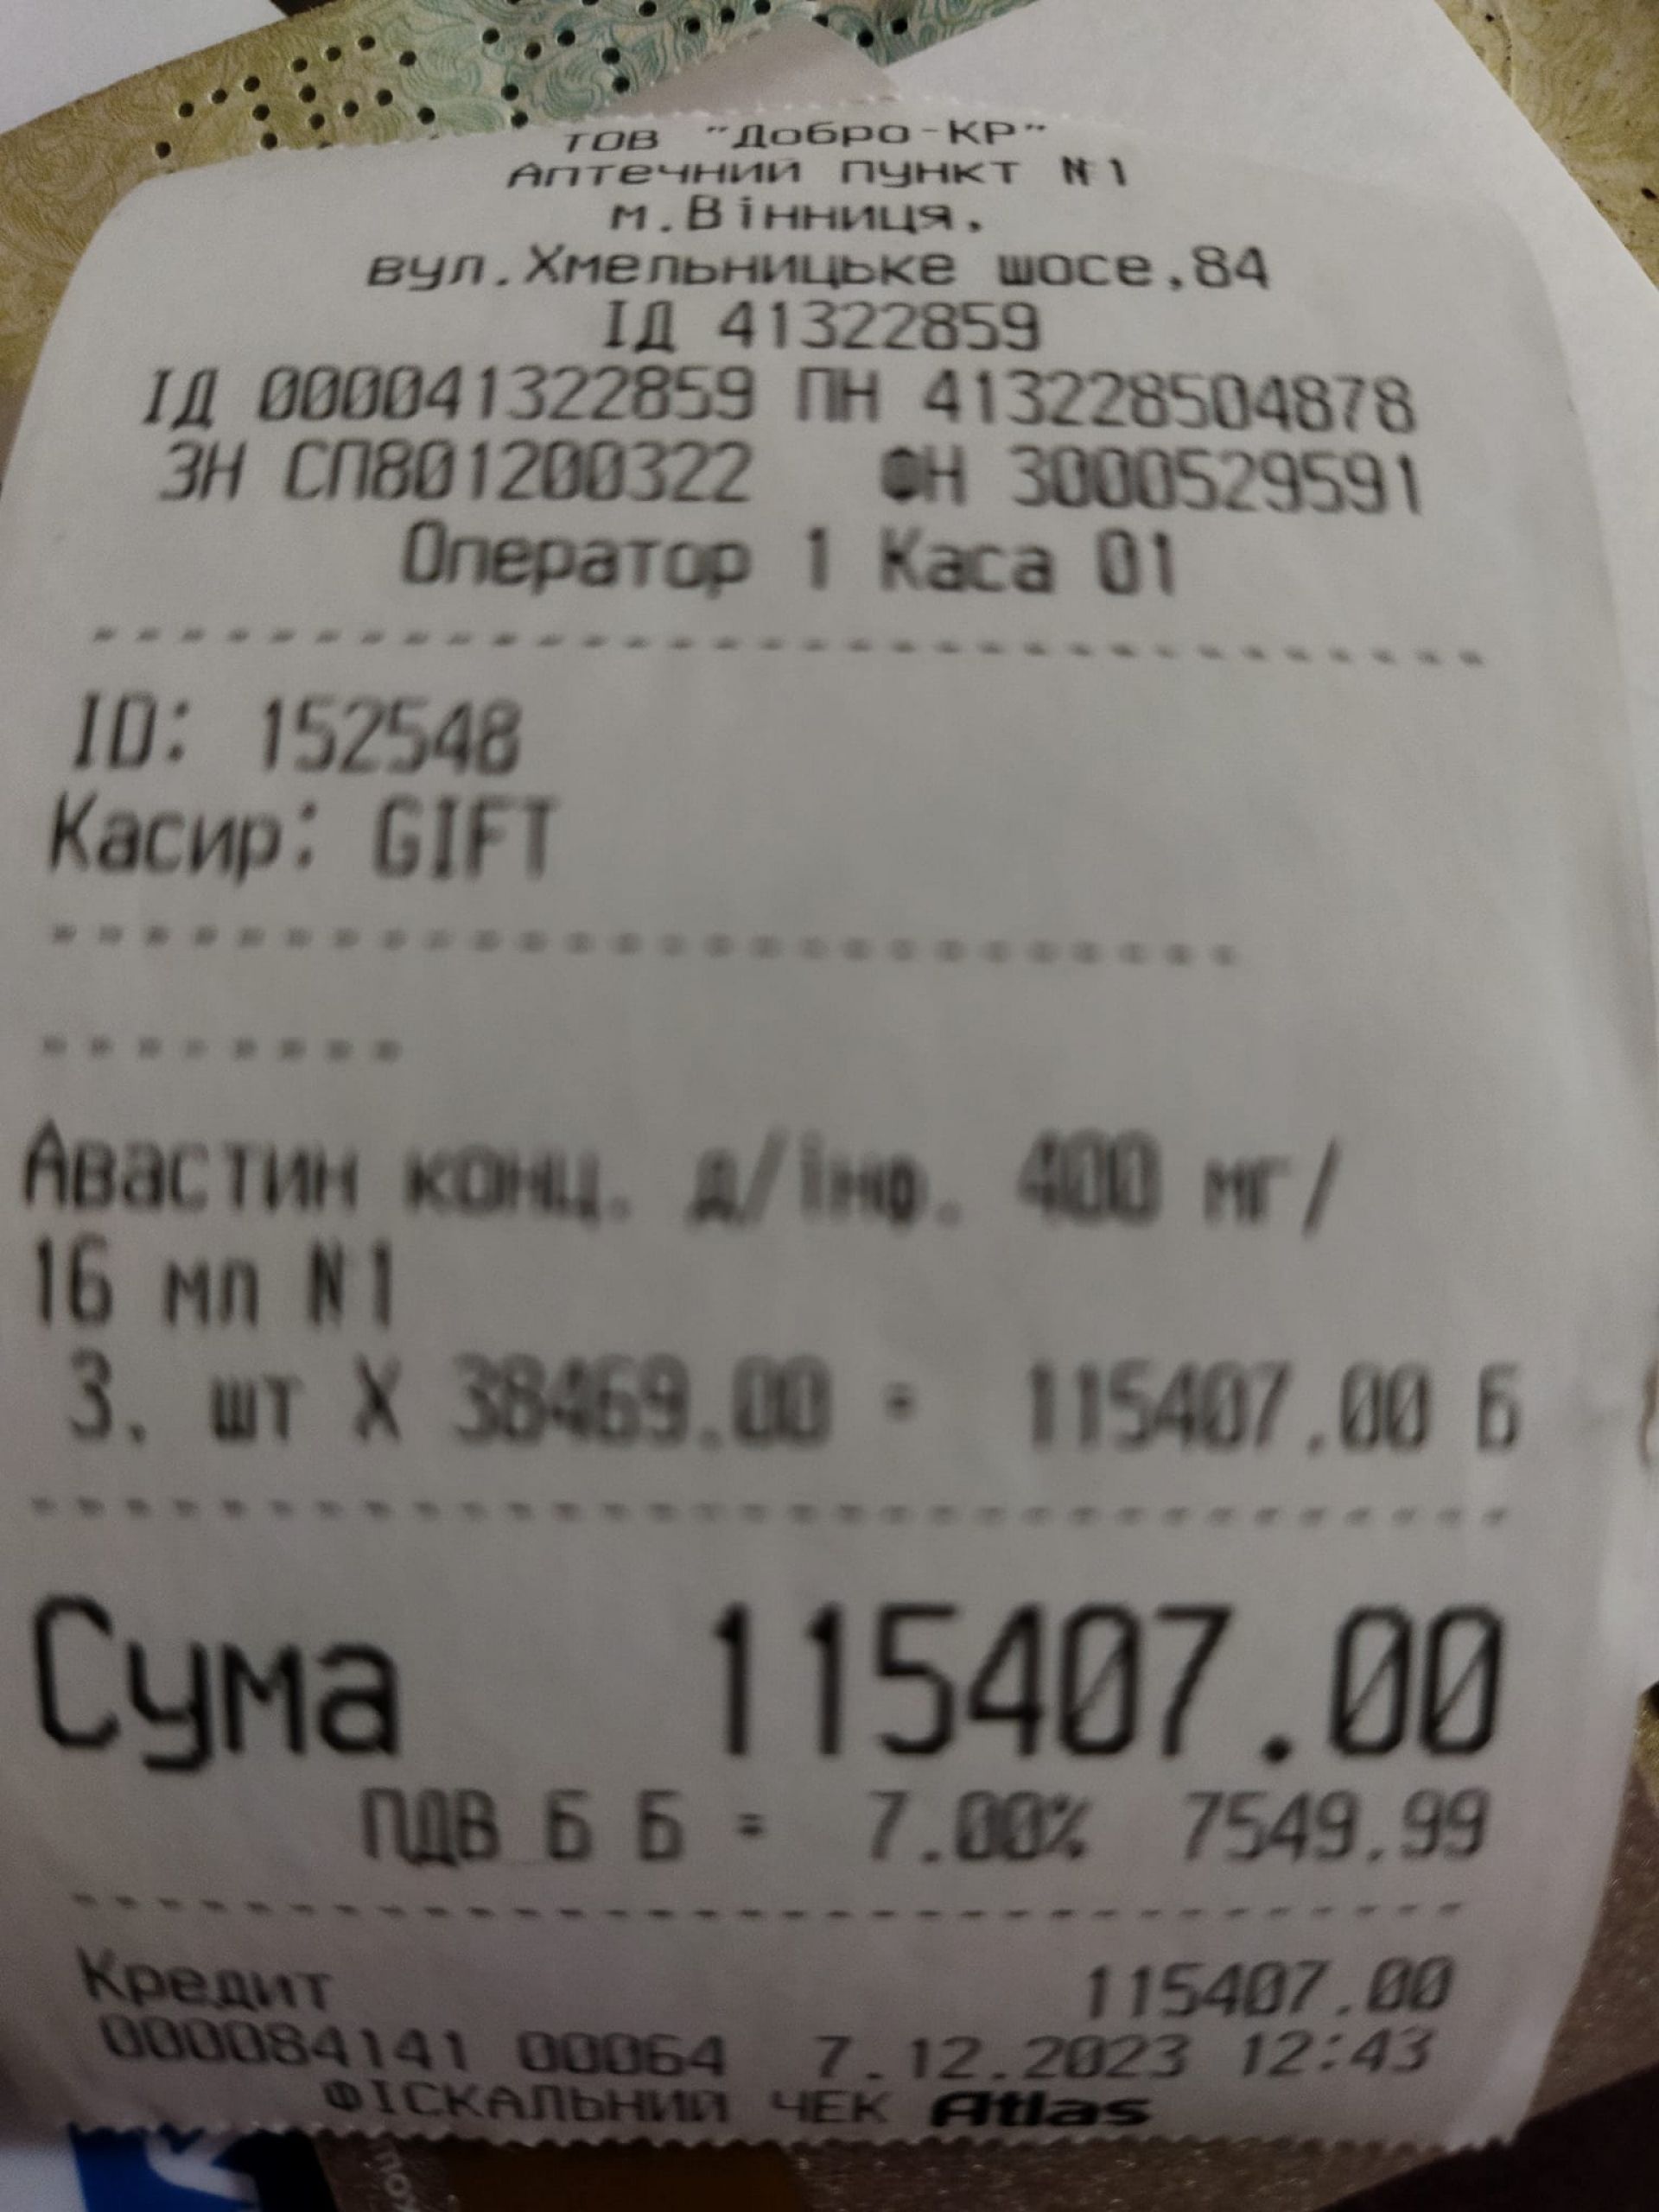 ТОВ "Добро-КР"
Аптечний пункт №1
м.Вінниця,
вул.Хмельницьке шосе,84
ІД 41322859
ІД 000041322859 ПН 413228504878
ЗН СП801200322 ФН 3000529591
Оператор 1 Каса 01
ID: 152548
Касир: GIFT
Авастин конц. д/інф. 400 мг/
16 мл N1
3. шт X 38469.00 = 115407.00 Б
Сума 115407.00
ПДВ Б Б = 7.00% 7549.99
Кредит 115407.00
000084141 00064 7.12.2023 12:43
ФІСКАЛЬНИЙ ЧЕК Atlas